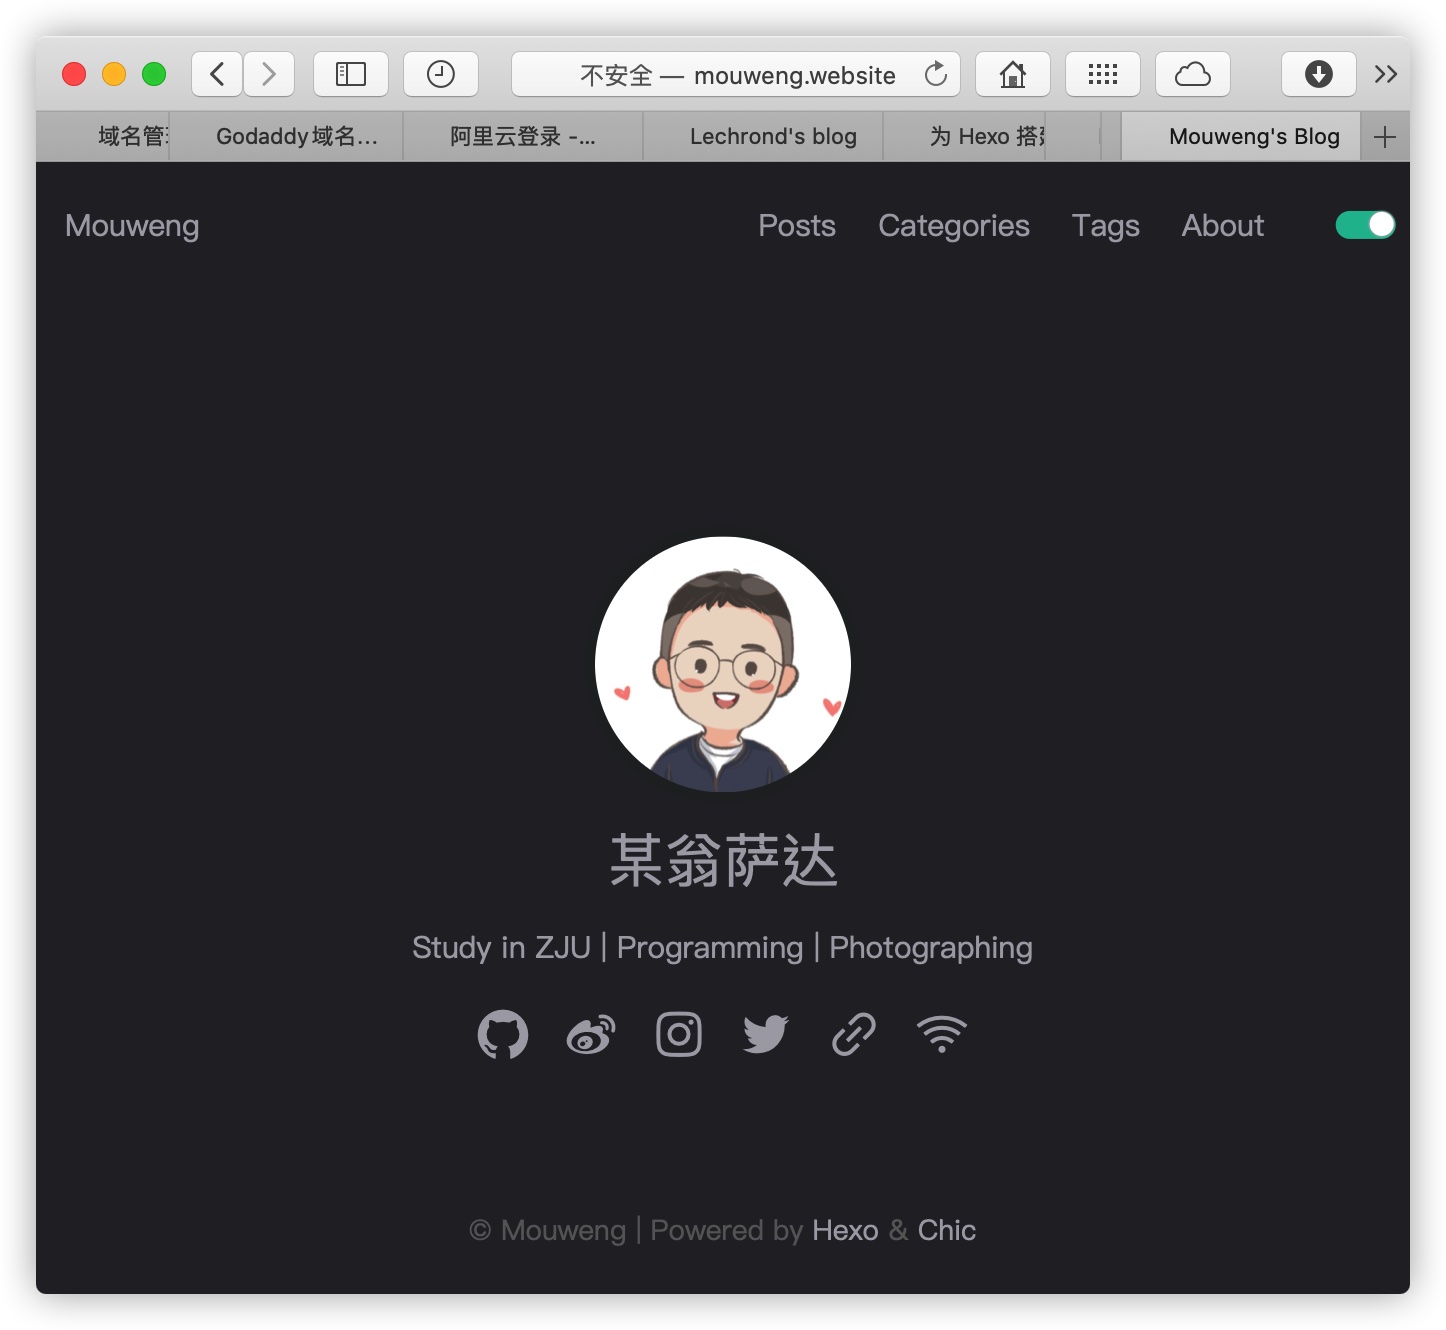 不安全 — mouweng.website
域名管 Godaddy域名... 阿里云登录 -... Lechrond's blog 为 Hexo 搭 Mouweng's Blog
Mouweng Posts Categories Tags About
某翁萨达
Study in ZJU | Programming | Photographing
© Mouweng | Powered by Hexo & Chic